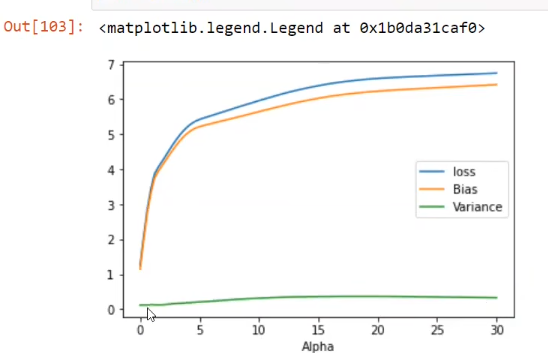 Out[103]: <matplotlib.legend.Legend at 0x1b0da31caf0>
7
6
5
4
3
2
1
0
loss
Bias
Variance
0 5 10 15 20 25 30
Alpha